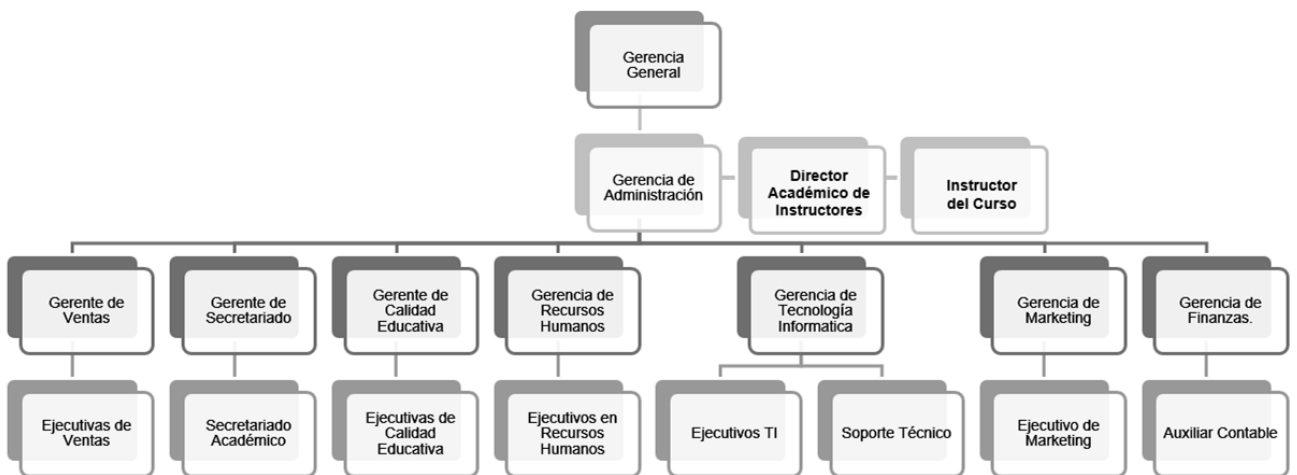 Gerencia
General
Gerencia de
Administración
Director
Académico de
Instructores
Instructor
del Curso
Gerente de
Ventas
Gerente de
Secretariado
Gerente de
Calidad
Educativa
Gerencia de
Recursos
Humanos
Gerencia de
Tecnología
Informatica
Gerencia de
Marketing
Gerencia de
Finanzas.
Ejecutivas de
Ventas
Secretariado
Académico
Ejecutivas de
Calidad
Educativa
Ejecutivos en
Recursos
Humanos
Ejecutivos TI
Soporte Técnico
Ejecutivo de
Marketing
Auxiliar Contable